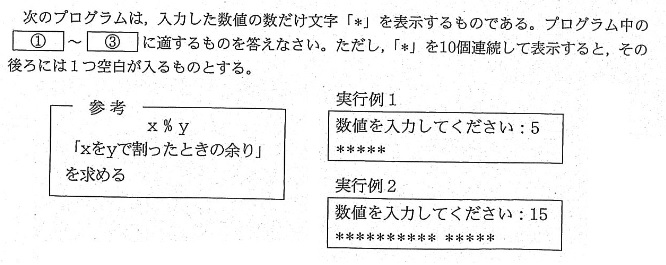 次のプログラムは，入力した数値の数だけ文字「*」を表示するものである。プログラム中の
① ～ ③ に適するものを答えなさい。ただし，「*」を10個連続して表示すると，その
後ろには１つ空白が入るものとする。
参考
x % y
「xをyで割ったときの余り」
を求める
実行例１
数値を入力してください：5
*****
実行例２
数値を入力してください：15
********** *****